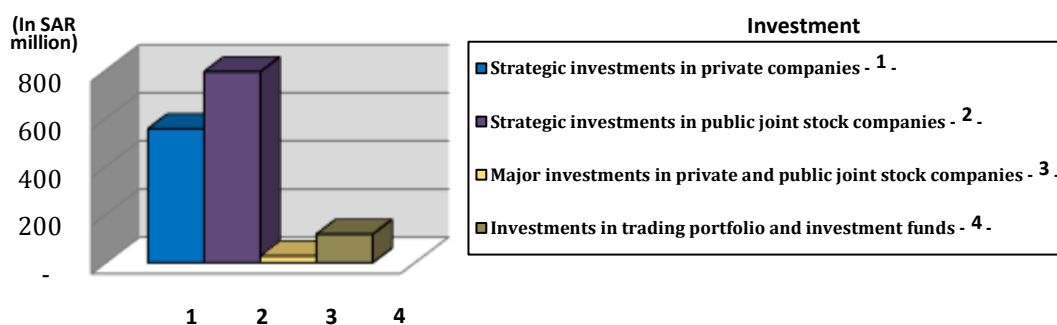 (In SAR
million)
800
600
400
200
-
1 2 3 4
Investment
Strategic investments in private companies - 1 -
Strategic investments in public joint stock companies - 2 -
Major investments in private and public joint stock companies - 3 -
Investments in trading portfolio and investment funds - 4 -